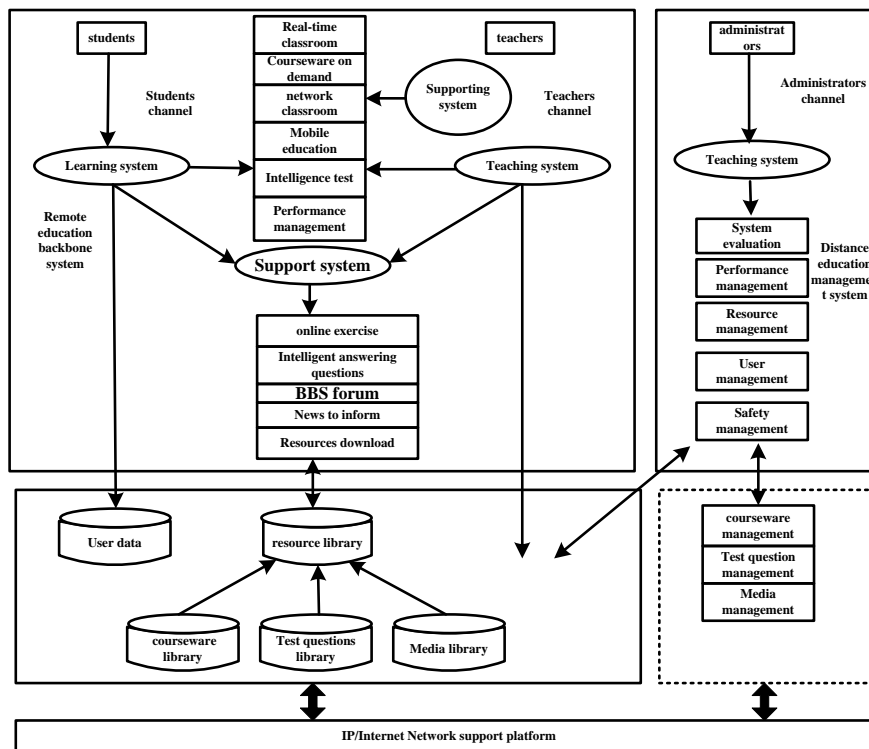 students
Real-time
classroom
teachers
administrat
ors
Courseware on
demand
Students
channel
network
classroom
Supporting
system
Teachers
channel
Administrators
channel
Mobile
education
Learning system
Intelligence test
Teaching system
Teaching system
Remote
education
backbone
system
Performance
management
Support system
System
evaluation
Distance
education
managemen
t system
Performance
management
Resource
management
online exercise
Intelligent answering
questions
BBS forum
News to inform
Resources download
User
management
Safety
management
User data
resource library
courseware
management
Test question
management
Media
management
courseware
library
Test questions
library
Media library
IP/Internet Network support platform